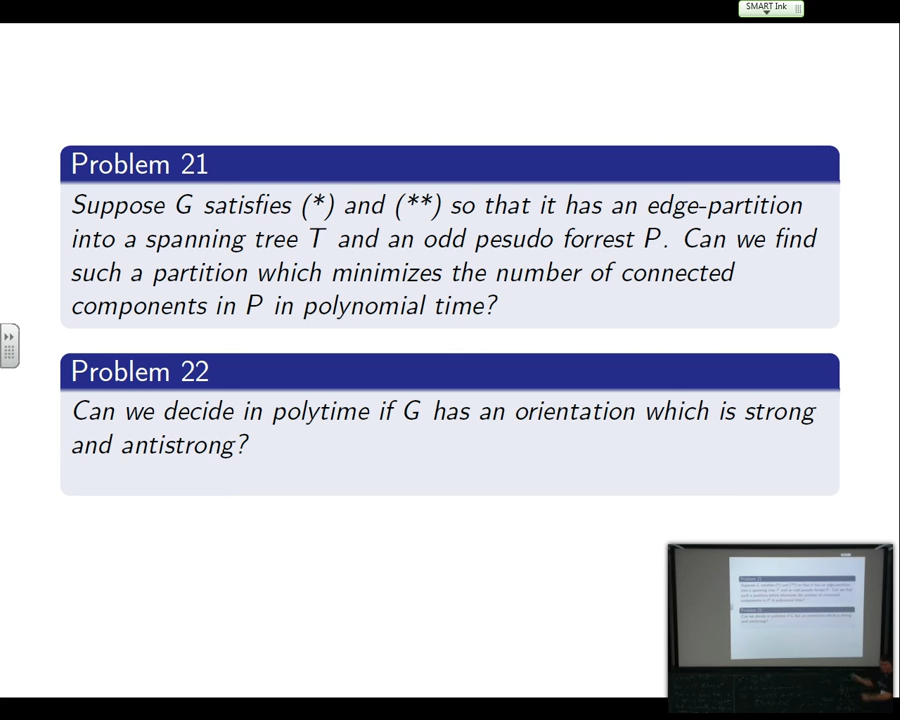 SMART Ink
Problem 21
Suppose G satisfies (*) and (**) so that it has an edge-partition
into a spanning tree T and an odd pesudo forrest P. Can we find
such a partition which minimizes the number of connected
components in P in polynomial time?
Problem 22
Can we decide in polytime if G has an orientation which is strong
and antistrong?